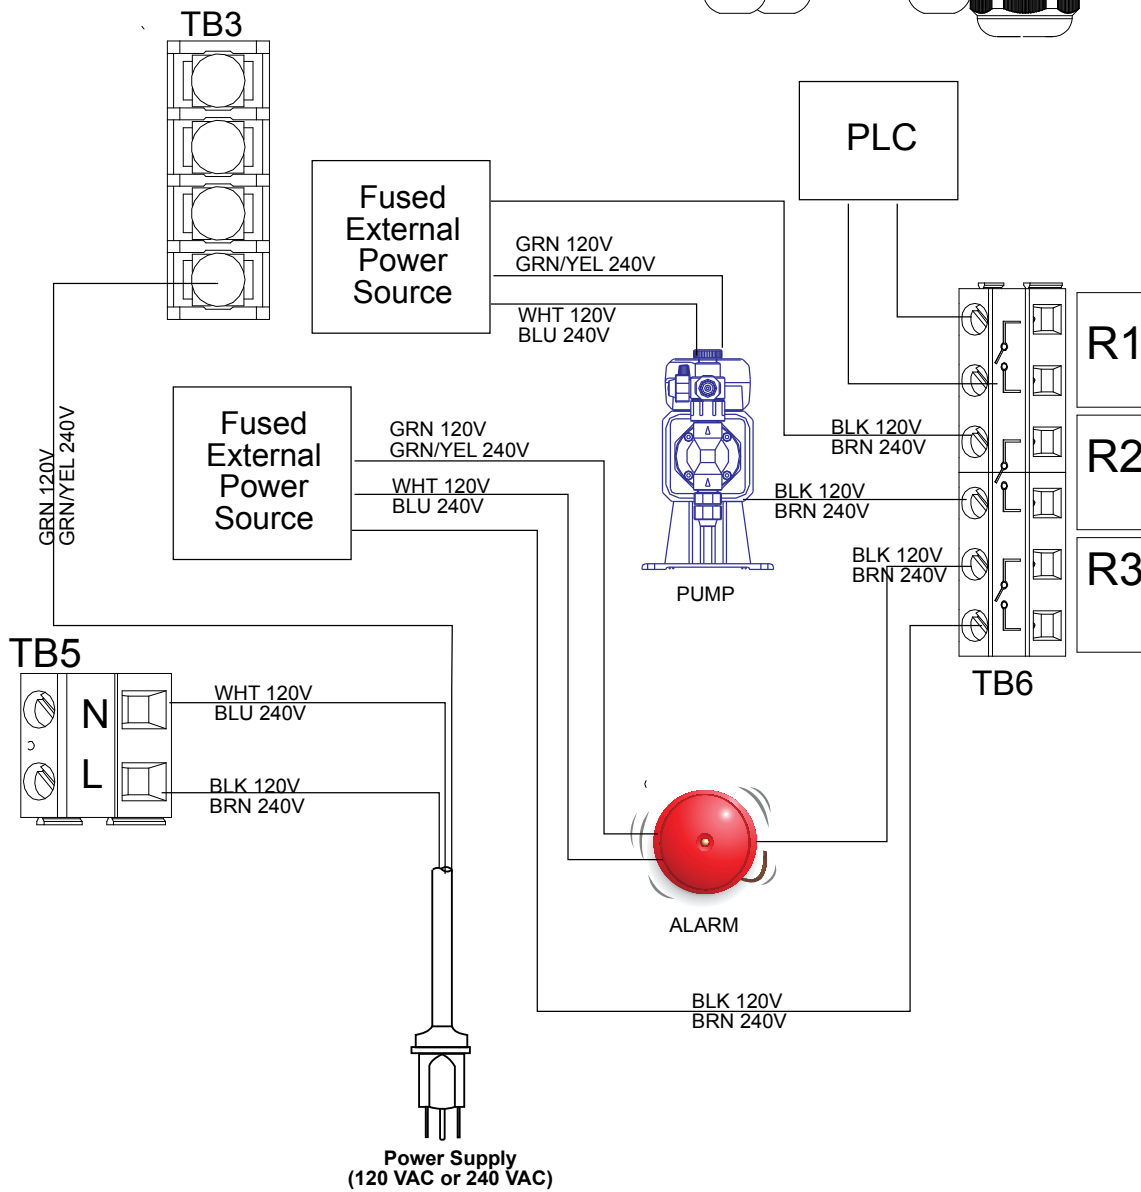 TB3
PLC
Fused
External
Power
Source
GRN 120V
GRN/YEL 240V
WHT 120V
BLU 240V
R1
Fused
External
Power
Source
GRN 120V
GRN/YEL 240V
WHT 120V
BLU 240V
BLK 120V
BRN 240V
R2
BLK 120V
BRN 240V
GRN 120V
GRN/YEL 240V
BLK 120V
BRN 240V
R3
PUMP
TB6
TB5
N
L
WHT 120V
BLU 240V
BLK 120V
BRN 240V
ALARM
BLK 120V
BRN 240V
Power Supply
(120 VAC or 240 VAC)